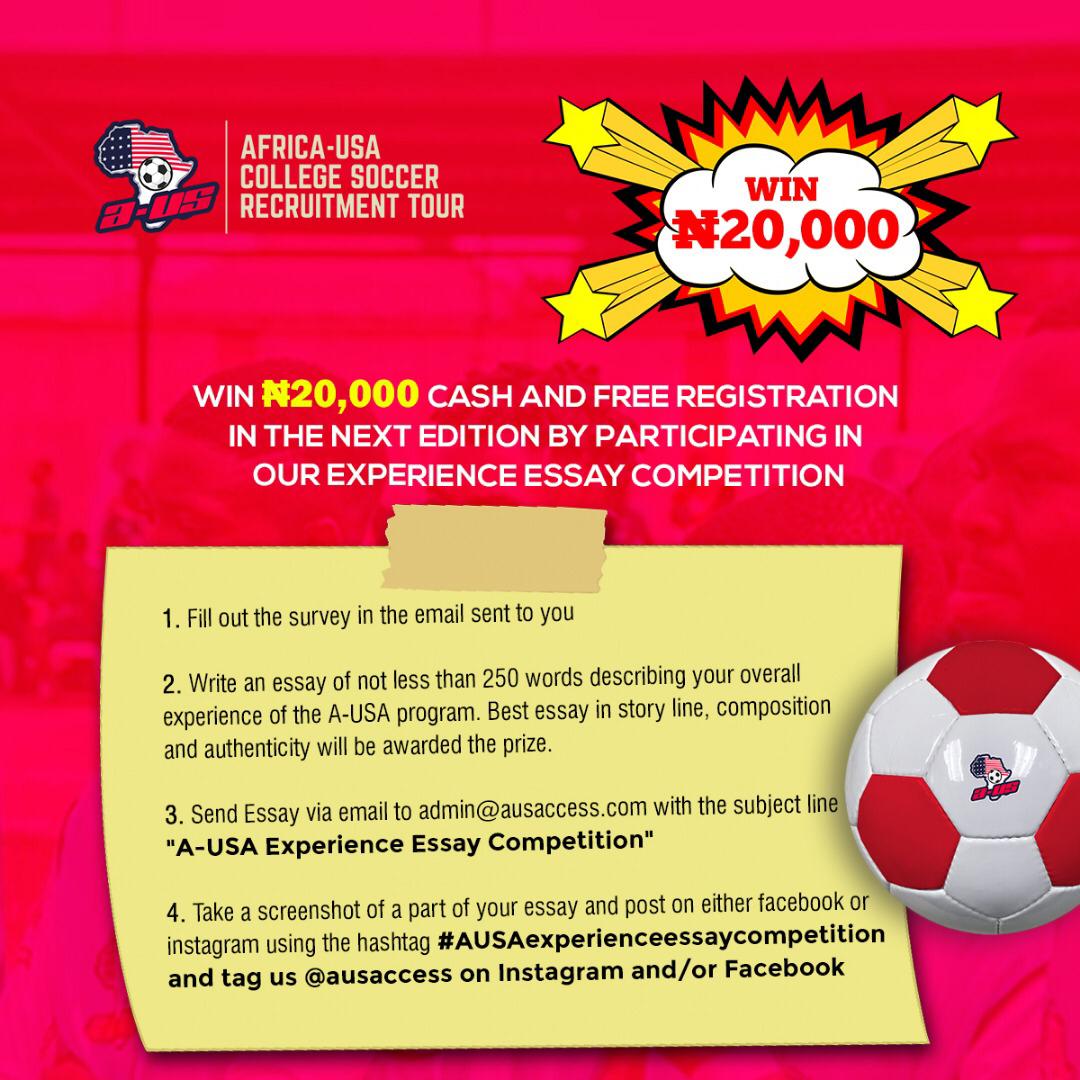 AFRICA-USA
COLLEGE SOCCER
RECRUITMENT TOUR
a-us
WIN
₦20,000
WIN ₦20,000 CASH AND FREE REGISTRATION
IN THE NEXT EDITION BY PARTICIPATING IN
OUR EXPERIENCE ESSAY COMPETITION
1. Fill out the survey in the email sent to you
2. Write an essay of not less than 250 words describing your overall
experience of the A-USA program. Best essay in story line, composition
and authenticity will be awarded the prize.
3. Send Essay via email to admin@ausaccess.com with the subject line
"A-USA Experience Essay Competition"
4. Take a screenshot of a part of your essay and post on either facebook or
instagram using the hashtag #AUSAexperienceessaycompetition
and tag us @ausaccess on Instagram and/or Facebook
a-us